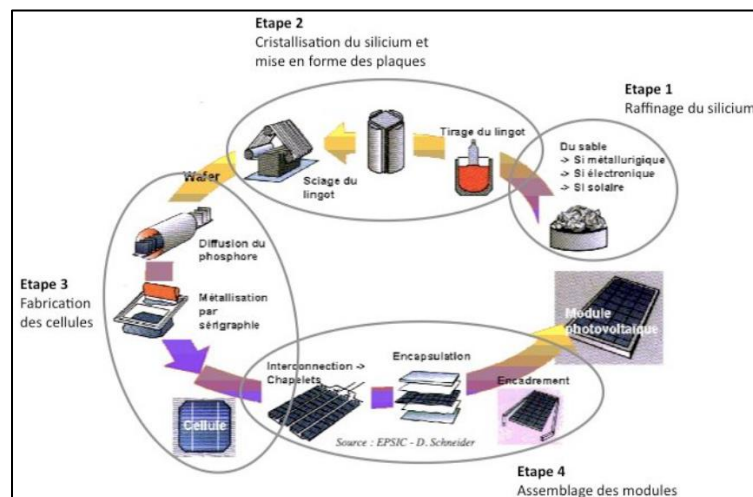 Etape 2
Cristallisation du silicium et
mise en forme des plaques
Etape 1
Raffinage du silicium
Du sable
-> Si métallurigique
-> Si électronique
-> Si solaire
Tirage du lingot
Sciage du
lingot
Wafer
Etape 3
Fabrication
des cellules
Diffusion du
phosphore
Métallisation
par
sérigraphie
Cellule
Interconnection ->
Chapelets
Encapsulation
Encadrement
Module
photovoltaïque
Source : EPSIC - D. Schneider
Etape 4
Assemblage des modules